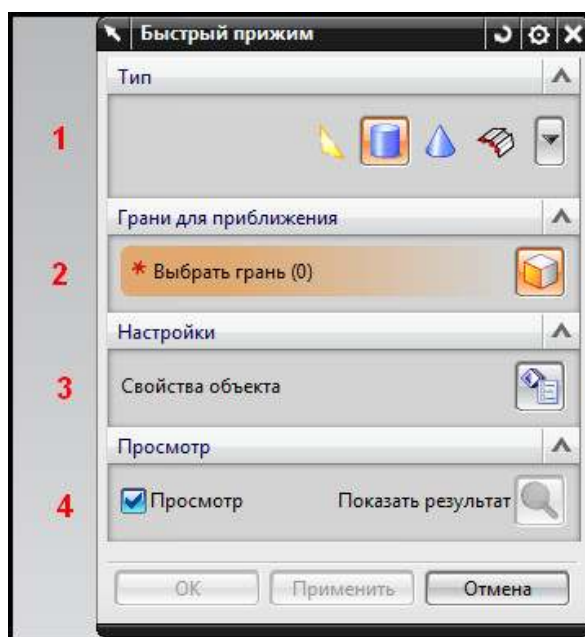 Быстрый прижим
Тип
1
Грани для приближения
2
* Выбрать грань (0)
Настройки
3
Свойства объекта
Просмотр
4
Просмотр Показать результат
ОК Применить Отмена